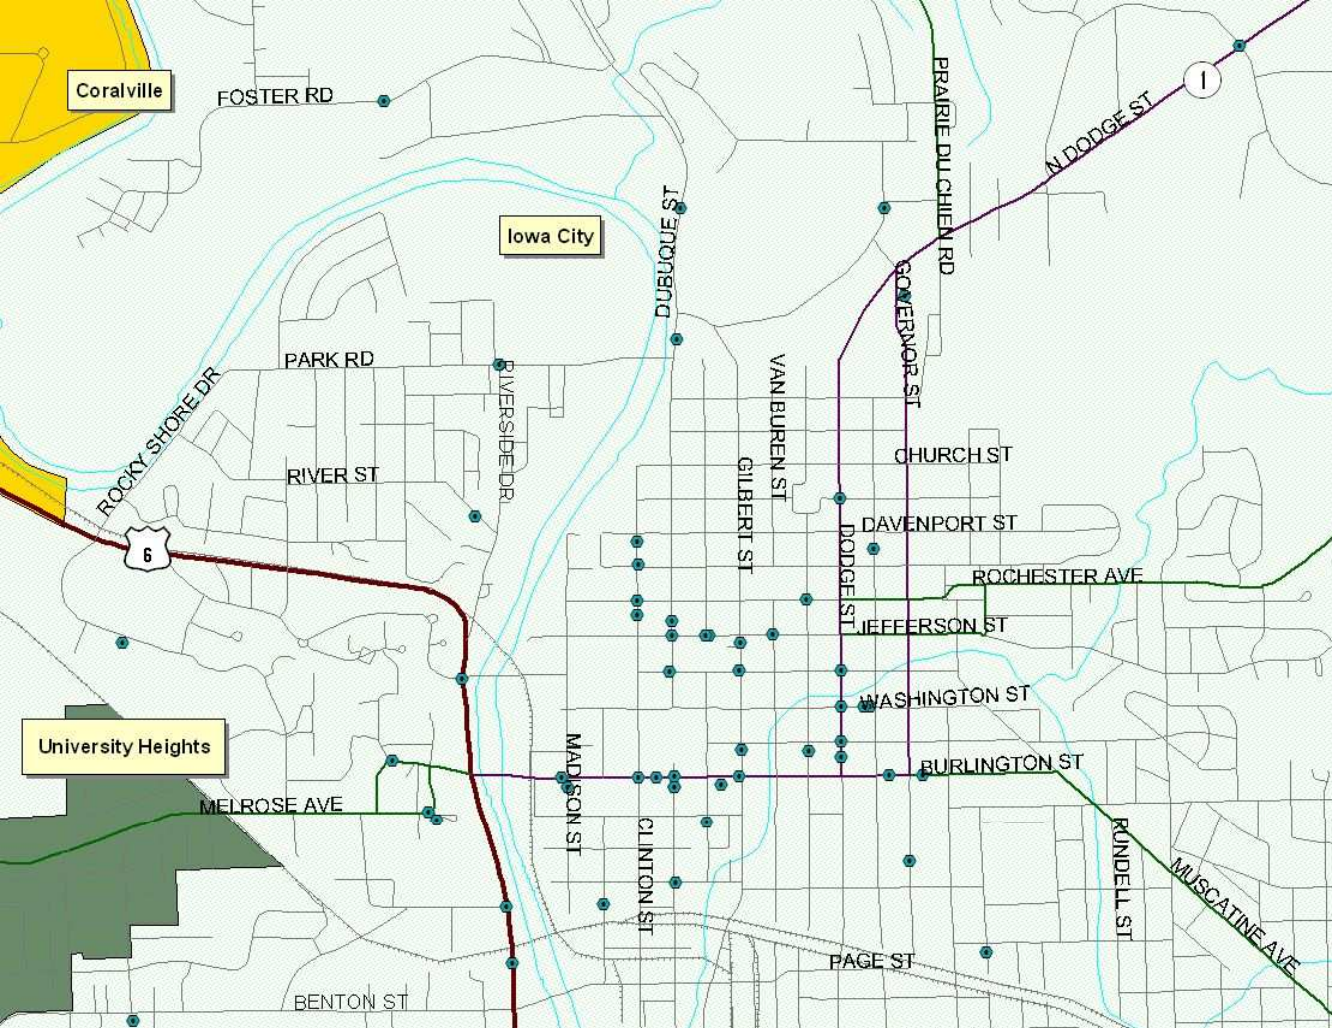 Coralville
FOSTER RD
PRAIRIE DU CHIEN RD
1
N DODGE ST
DUBUQUE ST
Iowa City
GOVERNOR ST
PARK RD
RIVERSIDE DR
VAN BUREN ST
ROCKY SHORE DR
RIVER ST
GILBERT ST
CHURCH ST
DAVENPORT ST
DODGE ST
6
ROCHESTER AVE
JEFFERSON ST
WASHINGTON ST
University Heights
MADISON ST
BURLINGTON ST
MELROSE AVE
CLINTON ST
RUNDELL ST
MUSCATINE AVE
PAGE ST
BENTON ST